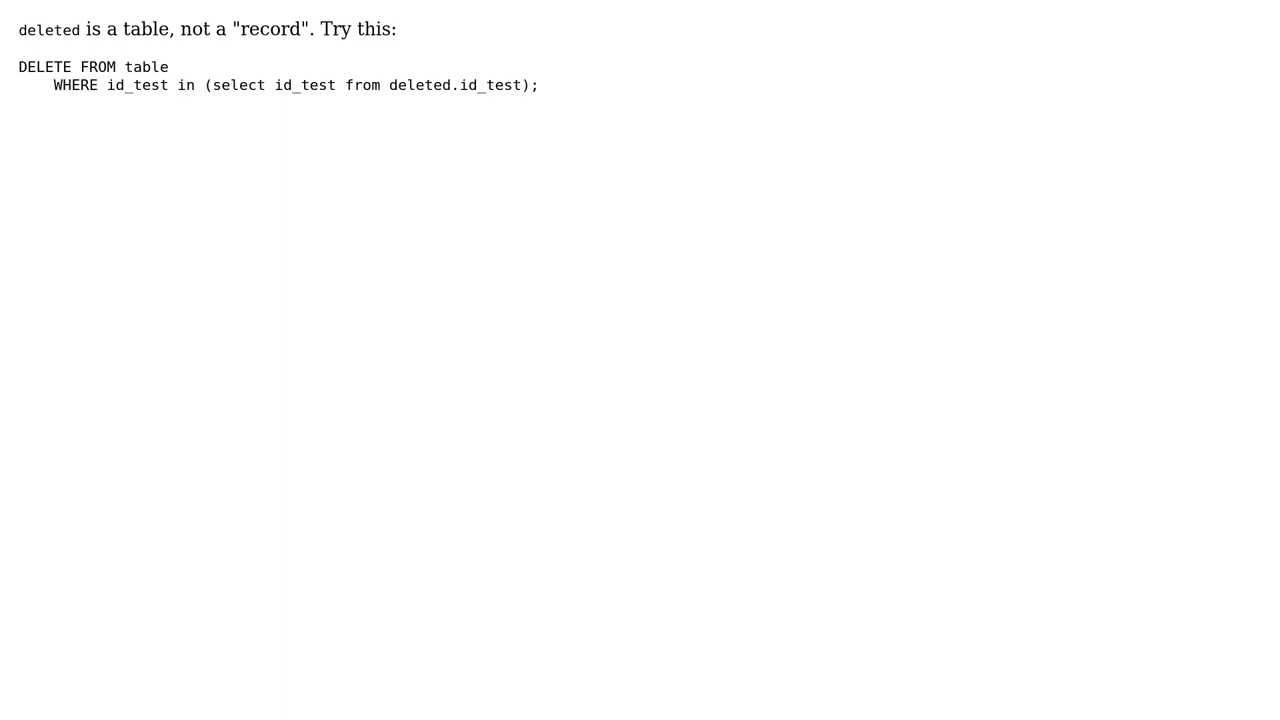 deleted is a table, not a "record". Try this:
DELETE FROM table
    WHERE id_test in (select id_test from deleted.id_test);